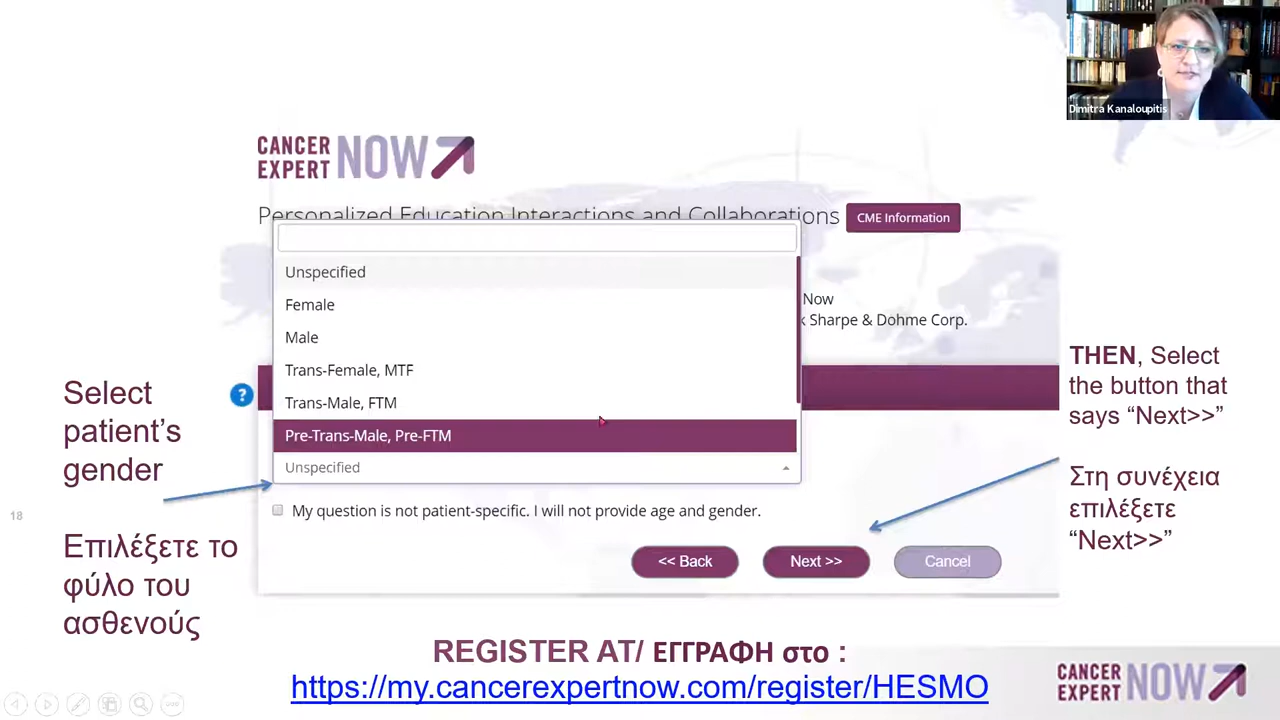 Dimitra Kanaloupitis
CANCER
EXPERT NOW
Personalized Education Interactions and Collaborations
CME Information
Unspecified
Female
Male
Trans-Female, MTF
Trans-Male, FTM
Pre-Trans-Male, Pre-FTM
Unspecified
Now
k Sharpe & Dohme Corp.
?
My question is not patient-specific. I will not provide age and gender.
<< Back
Next >>
Cancel
Select
patient’s
gender
Επιλέξετε το
φύλο του
ασθενούς
THEN, Select
the button that
says “Next>>”
Στη συνέχεια
επιλέξετε
“Next>>”
18
REGISTER AT/ ΕΓΓΡΑΦΗ στο :
https://my.cancerexpertnow.com/register/HESMO
CANCER
EXPERT NOW